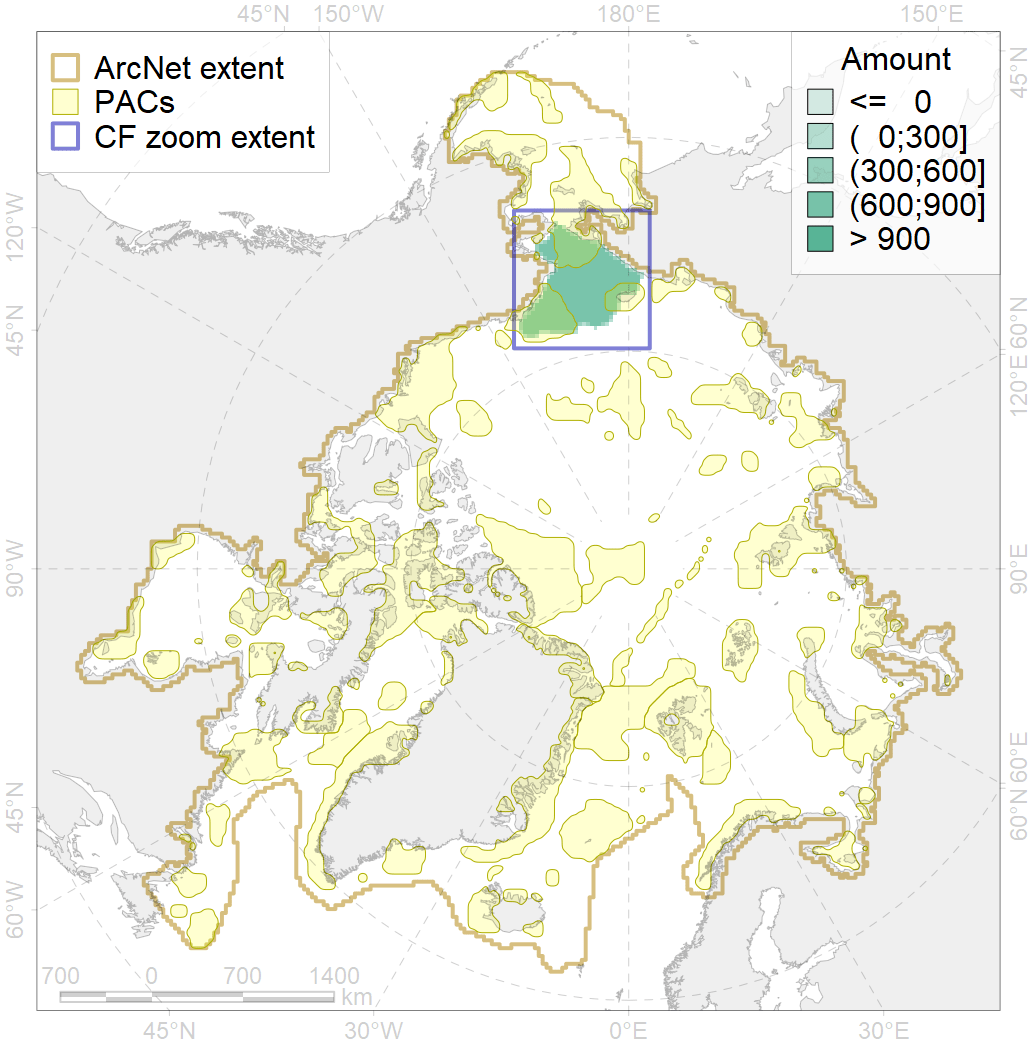 45°N 150°W 180°E 150°E
ArcNet extent
PACs
CF zoom extent
Amount
<= 0
( 0;300]
(300;600]
(600;900]
> 900
45°N
120°W
45°N
90°W
45°N
60°W
60°N
120°E
90°E
60°E
60°N
700 0 700 1400
km
45°N 30°W 0°E 30°E